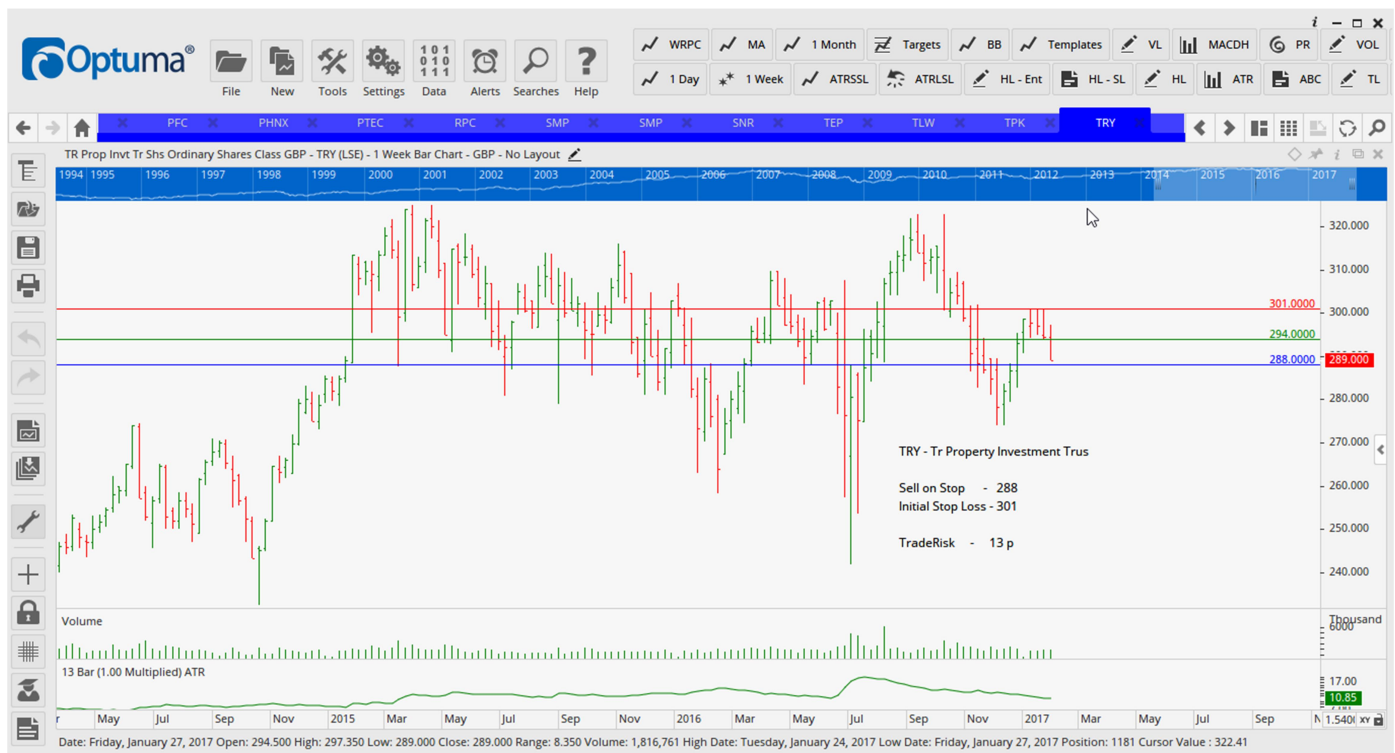 i
Optuma®
File New Tools Settings Data Alerts Searches Help
101
010
111
WRPC MA 1 Month Targets BB Templates VL MACDH PR VOL
1 Day 1 Week ATRSSL ATRLSL HL - Ent HL - SL HL ATR ABC TL
PFC PHNX PTEC RPC SMP SMP SNR TEP TLW TPK TRY
TR Prop Invt Tr Shs Ordinary Shares Class GBP - TRY (LSE) - 1 Week Bar Chart - GBP - No Layout
1994 1995 1996 1997 1998 1999 2000 2001 2002 2003 2004 2005 2006 2007 2008 2009 2010 2011 2012 2013 2014 2015 2016 2017
320.000
310.000
301.0000
300.000
294.0000
288.0000
289.000
280.000
270.000
260.000
250.000
240.000
TRY - Tr Property Investment Trus
Sell on Stop - 288
Initial Stop Loss - 301
TradeRisk - 13 p
Volume
Thousand
6000
13 Bar (1.00 Multiplied) ATR
17.00
10.85
May Jul Sep Nov 2015 Mar May Jul Sep Nov 2016 Mar May Jul Sep Nov 2017 Mar May Jul Sep
XY
Date: Friday, January 27, 2017 Open: 294.500 High: 297.350 Low: 289.000 Close: 289.000 Range: 8.350 Volume: 1,816,761 High Date: Tuesday, January 24, 2017 Low Date: Friday, January 27, 2017 Position: 1181 Cursor Value : 322.41